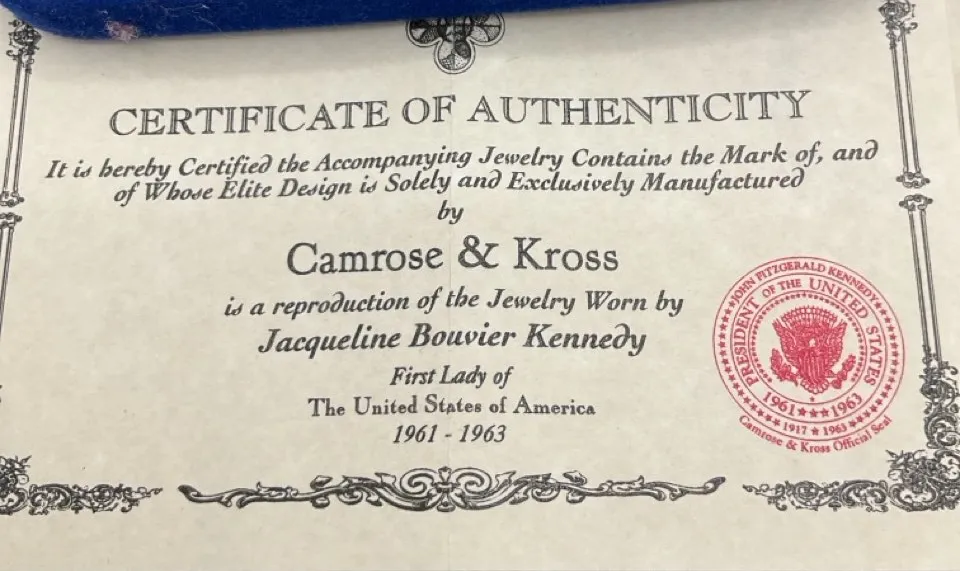 CERTIFICATE OF AUTHENTICITY
It is hereby Certified the Accompanying Jewelry Contains the Mark of, and
of Whose Elite Design is Solely and Exclusively Manufactured
by
Camrose & Kross
is a reproduction of the Jewelry Worn by
Jacqueline Bouvier Kennedy
First Lady of
The United States of America
1961 - 1963
JOHN FITZGERALD KENNEDY
PRESIDENT OF THE UNITED STATES
1961★★★1963
1917 ★ 1963
Camrose & Kross Official Seal